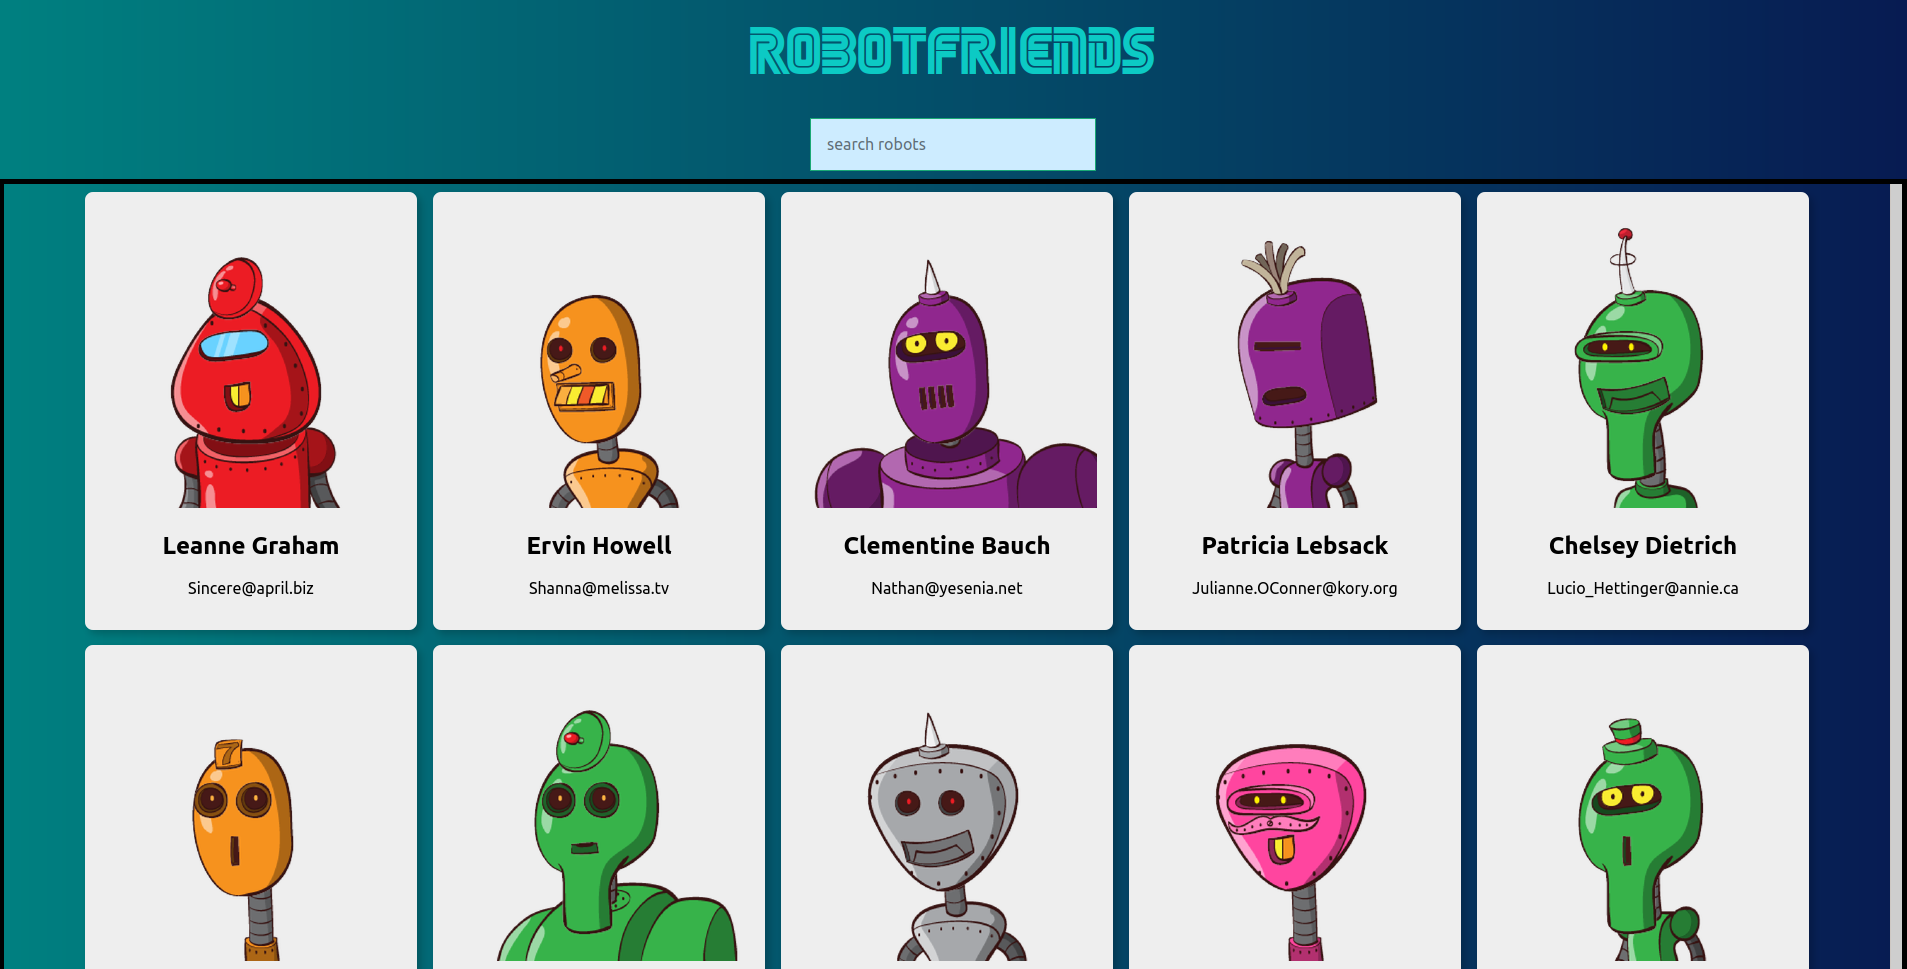 ROBOTFRIENDS
search robots
Leanne Graham
Ervin Howell
Clementine Bauch
Patricia Lebsack
Chelsey Dietrich
Sincere@april.biz
Shanna@melissa.tv
Nathan@yesenia.net
Julianne.OConner@kory.org
Lucio_Hettinger@annie.ca
7